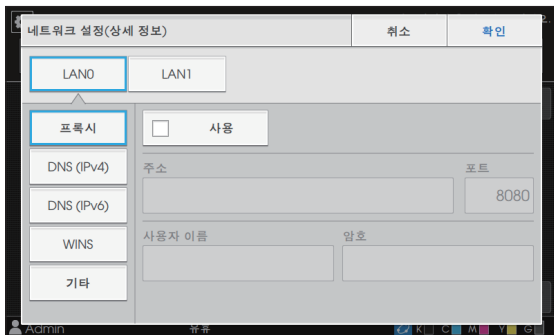 네트워크 설정(상세 정보)
취소
확인
LAN0
LAN1
프록시
사용
DNS (IPv4)
주소
포트
8080
DNS (IPv6)
WINS
사용자 이름
암호
기타
Admin
유휴
K C M Y G